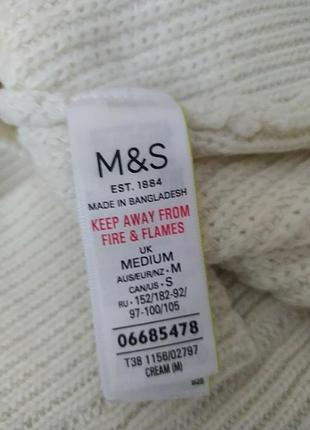 M&S
EST. 1884
MADE IN BANGLADESH
KEEP AWAY FROM
FIRE & FLAMES
UK
MEDIUM
AUS/EUR/NZ • M
CAN/US • S
RU • 152/182-92/
97-100/105
06685478
T38 1156/02797
CREAM (M)